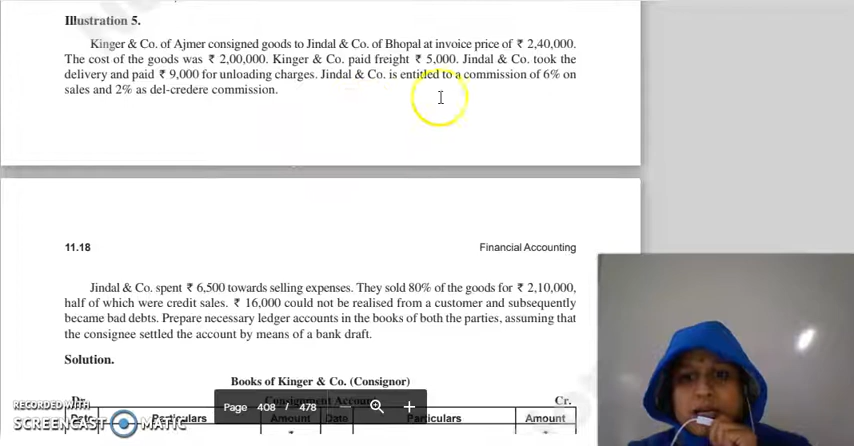 Illustration 5.
Kinger & Co. of Ajmer consigned goods to Jindal & Co. of Bhopal at invoice price of ₹ 2,40,000.
The cost of the goods was ₹ 2,00,000. Kinger & Co. paid freight ₹ 5,000. Jindal & Co. took the
delivery and paid ₹ 9,000 for unloading charges. Jindal & Co. is entitled to a commission of 6% on
sales and 2% as del-credere commission.
11.18 Financial Accounting
Jindal & Co. spent ₹ 6,500 towards selling expenses. They sold 80% of the goods for ₹ 2,10,000,
half of which were credit sales. ₹ 16,000 could not be realised from a customer and subsequently
became bad debts. Prepare necessary ledger accounts in the books of both the parties, assuming that
the consignee settled the account by means of a bank draft.
Solution.
Books of Kinger & Co. (Consignor)
Dr. Consignment Account Cr.
Date Particulars Amount Date Particulars Amount
Page 408 / 478
RECORDED WITH
SCREENCAST MATIC